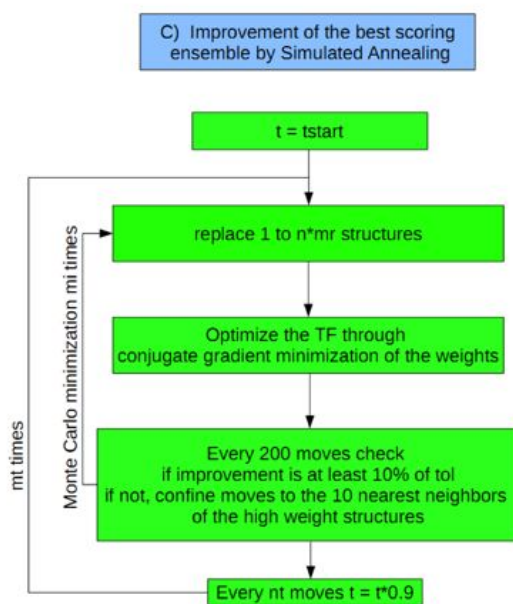 C) Improvement of the best scoring
ensemble by Simulated Annealing
t = tstart
replace 1 to n*mr structures
Optimize the TF through
conjugate gradient minimization of the weights
Every 200 moves check
if improvement is at least 10% of tol
if not, confine moves to the 10 nearest neighbors
of the high weight structures
Every nt moves t = t*0.9
Monte Carlo minimization mi times
mt times